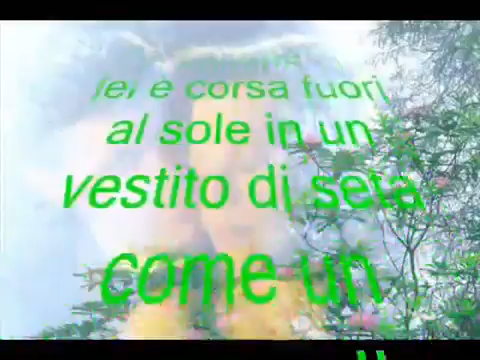 lei e corsa fuori
al sole in un
vestito di seta
come un